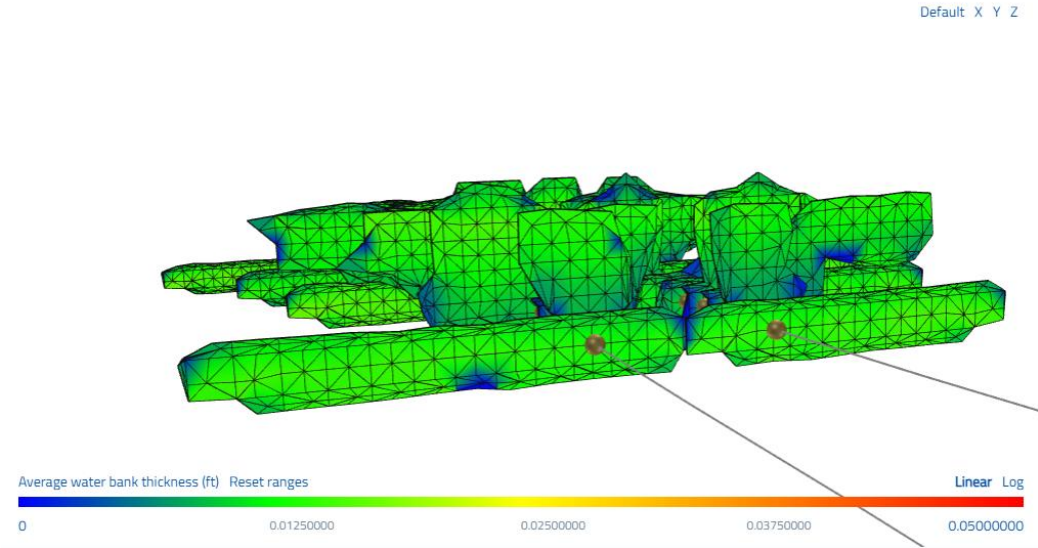 Default X Y Z
Average water bank thickness (ft) Reset ranges Linear Log
0 0.01250000 0.02500000 0.03750000 0.05000000